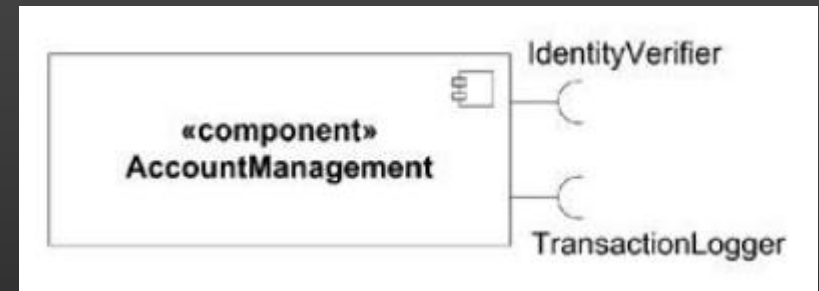 IdentityVerifier
«component»
AccountManagement
TransactionLogger